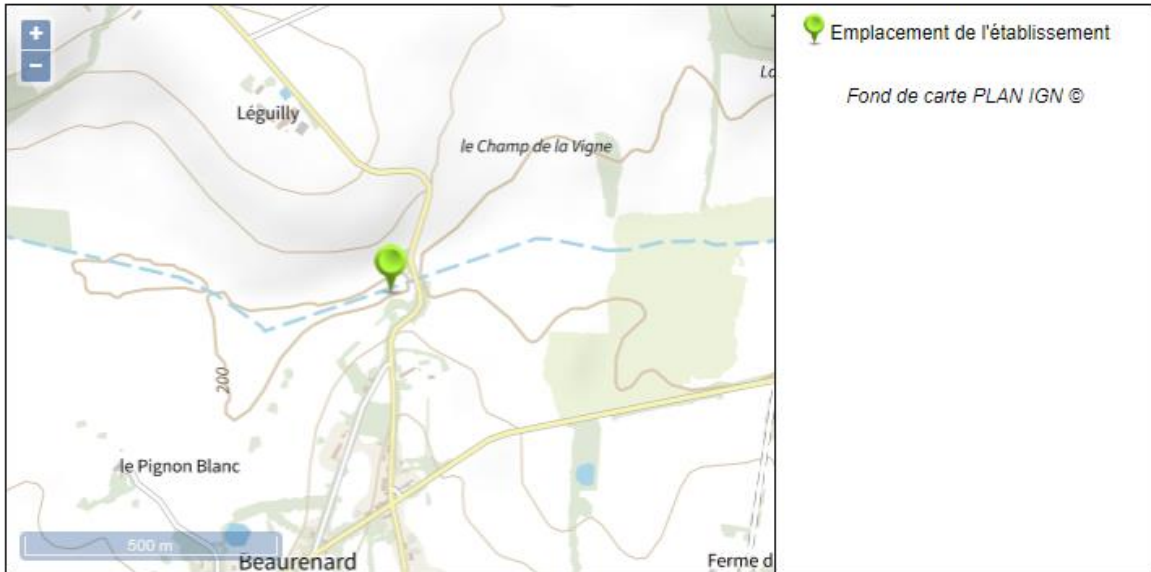 +
−
Léguilly
le Champ de la Vigne
200
le Pignon Blanc
500 m
Beaurenard
Ferme d
Emplacement de l'établissement
Fond de carte PLAN IGN ©